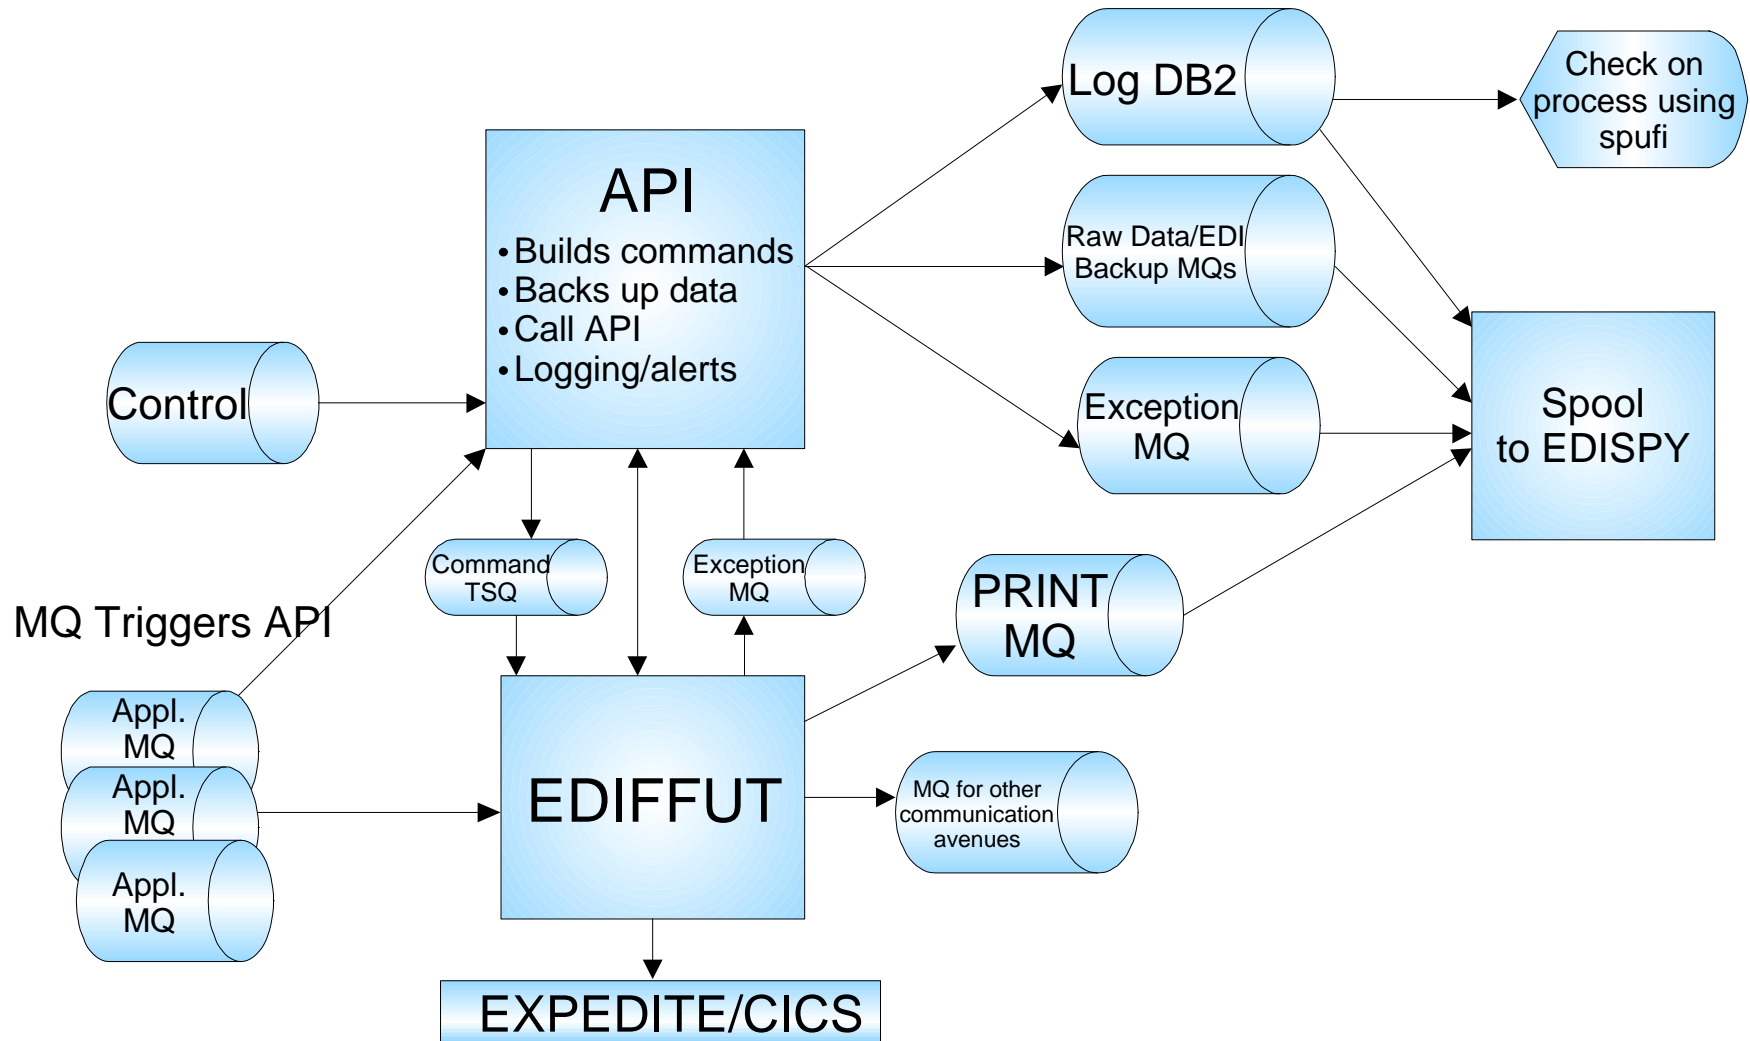 Log DB2
Check on
process using
spufi
API
• Builds commands
• Backs up data
• Call API
• Logging/alerts
Raw Data/EDI
Backup MQs
Control
Exception
MQ
Spool
to EDISPY
Command
TSQ
Exception
MQ
PRINT
MQ
MQ Triggers API
Appl.
MQ
Appl.
MQ
Appl.
MQ
EDIFFUT
MQ for other
communication
avenues
EXPEDITE/CICS